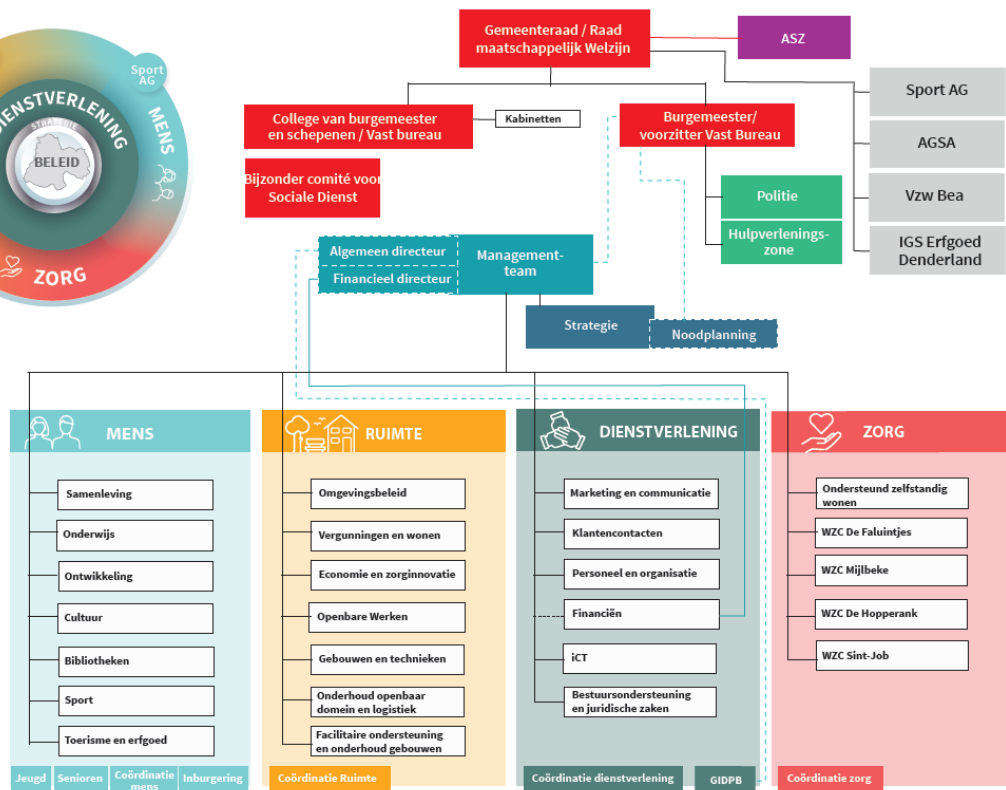 Sport
AG
DIENSTVERLENING
MENS
STRATEGIE
BELEID
ZORG
Gemeenteraad / Raad
maatschappelijk Welzijn
ASZ
Sport AG
AGSA
Vzw Bea
IGS Erfgoed
Denderland
College van burgemeester
en schepenen / Vast bureau
Kabinetten
Burgemeester/
voorzitter Vast Bureau
Bijzonder comité voor
Sociale Dienst
Politie
Hulpverlenings-
zone
Algemeen directeur
Financieel directeur
Management-
team
Strategie
Noodplanning
MENS
Samenleving
Onderwijs
Ontwikkeling
Cultuur
Bibliotheken
Sport
Toerisme en erfgoed
Jeugd
Senioren
Coördinatie
mens
Inburgering
RUIMTE
Omgevingsbeleid
Vergunningen en wonen
Economie en zorginnovatie
Openbare Werken
Gebouwen en technieken
Onderhoud openbaar
domein en logistiek
Facilitaire ondersteuning
en onderhoud gebouwen
Coördinatie Ruimte
DIENSTVERLENING
Marketing en communicatie
Klantencontacten
Personeel en organisatie
Financiën
iCT
Bestuursondersteuning
en juridische zaken
Coördinatie dienstverlening
GIDPB
ZORG
Ondersteund zelfstandig
wonen
WZC De Faluintjes
WZC Mijlbeke
WZC De Hopperank
WZC Sint-Job
Coördinatie zorg